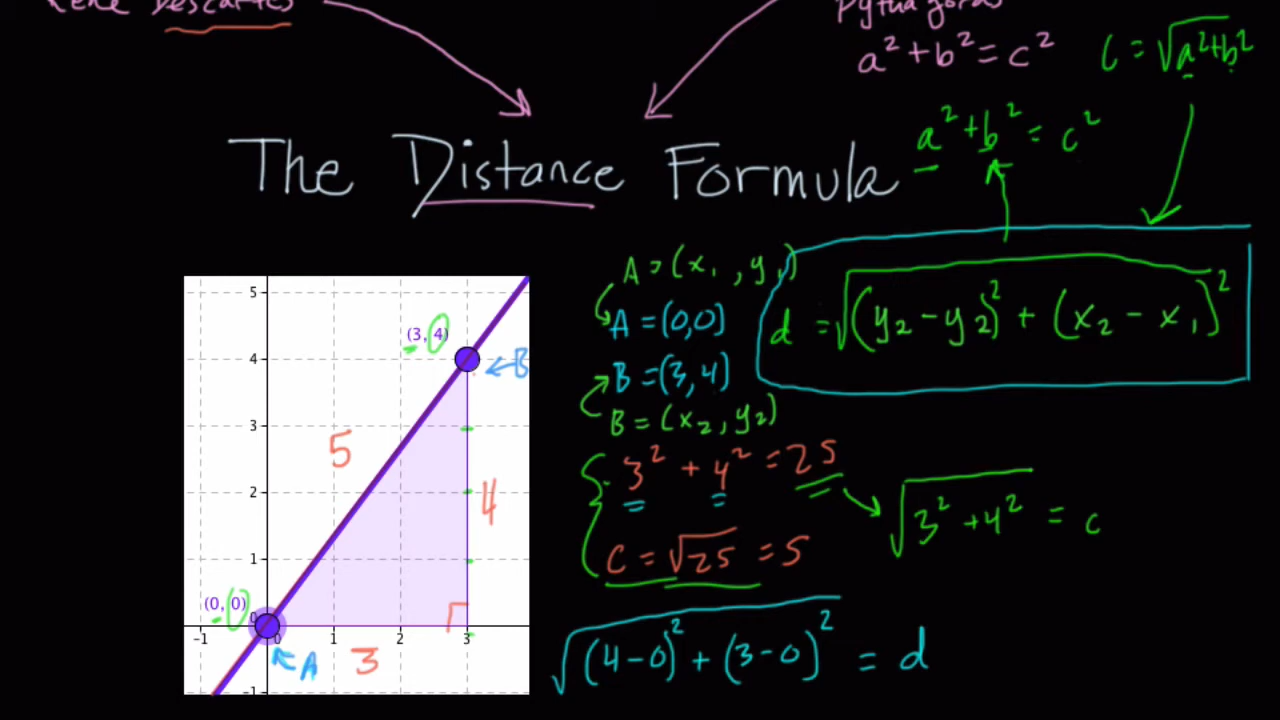 René Descartes
Pythagoras
a² + b² = c²
c = √a²+b²
The Distance Formula
a² + b² = c²
A = (x₁, y₁)
A = (0,0)
B = (3,4)
B = (x₂, y₂)
d = √(y₂ - y₂)² + (x₂ - x₁)²
3² + 4² = 25
√3² + 4² = c
c = √25 = 5
√(4-0)² + (3-0)² = d
5
(3, 4)
4
B
3
5
4
2
1
(0, 0)
0
-1
0
1
2
3
A
3
-1